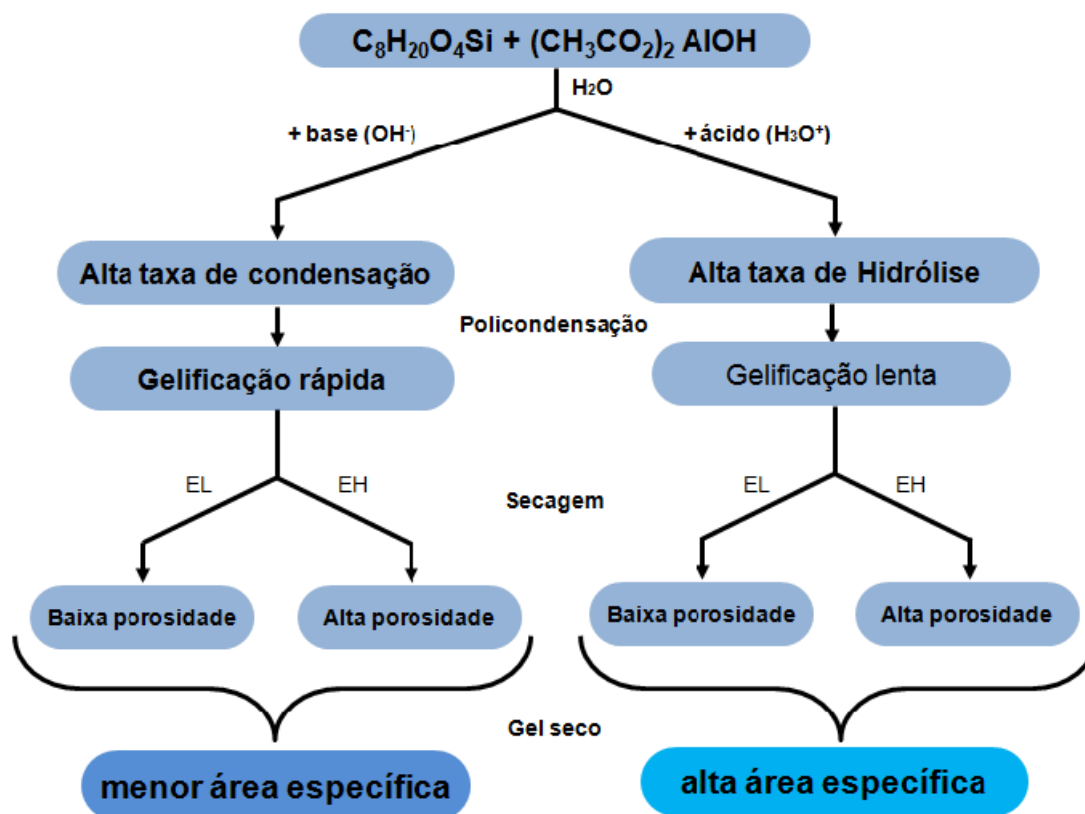 C₈H₂₀O₄Si + (CH₃CO₂)₂ AlOH
H₂O
+ base (OH⁻)
+ ácido (H₃O⁺)
Alta taxa de condensação
Alta taxa de Hidrólise
Policondensação
Gelificação rápida
Gelificação lenta
EL
EH
Secagem
EL
EH
Baixa porosidade
Alta porosidade
Baixa porosidade
Alta porosidade
Gel seco
menor área específica
alta área específica